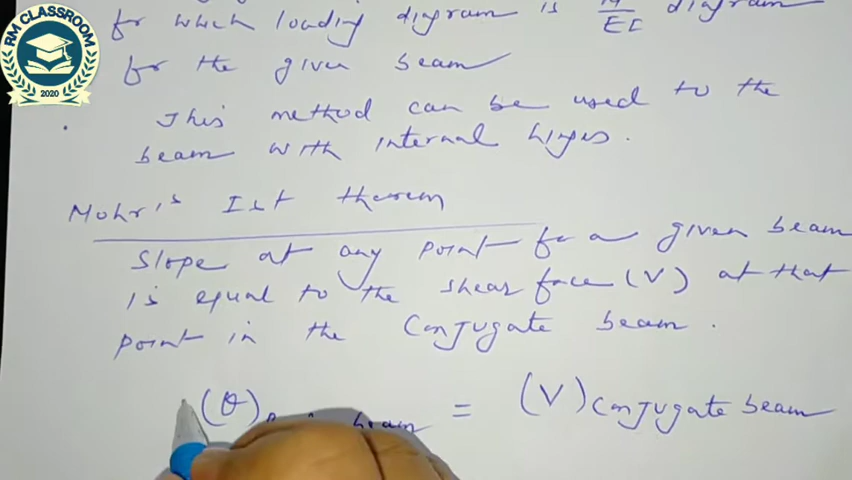 RM CLASSROOM
2020
for which loading diagram is M/EI diagram
for the given beam
This method can be used to the
beam with internal hinges.
Mohr's Ist theorem
Slope at any point for a given beam
is equal to the shear force (V) at that
point in the Conjugate beam.
(θ) beam = (V) Conjugate beam